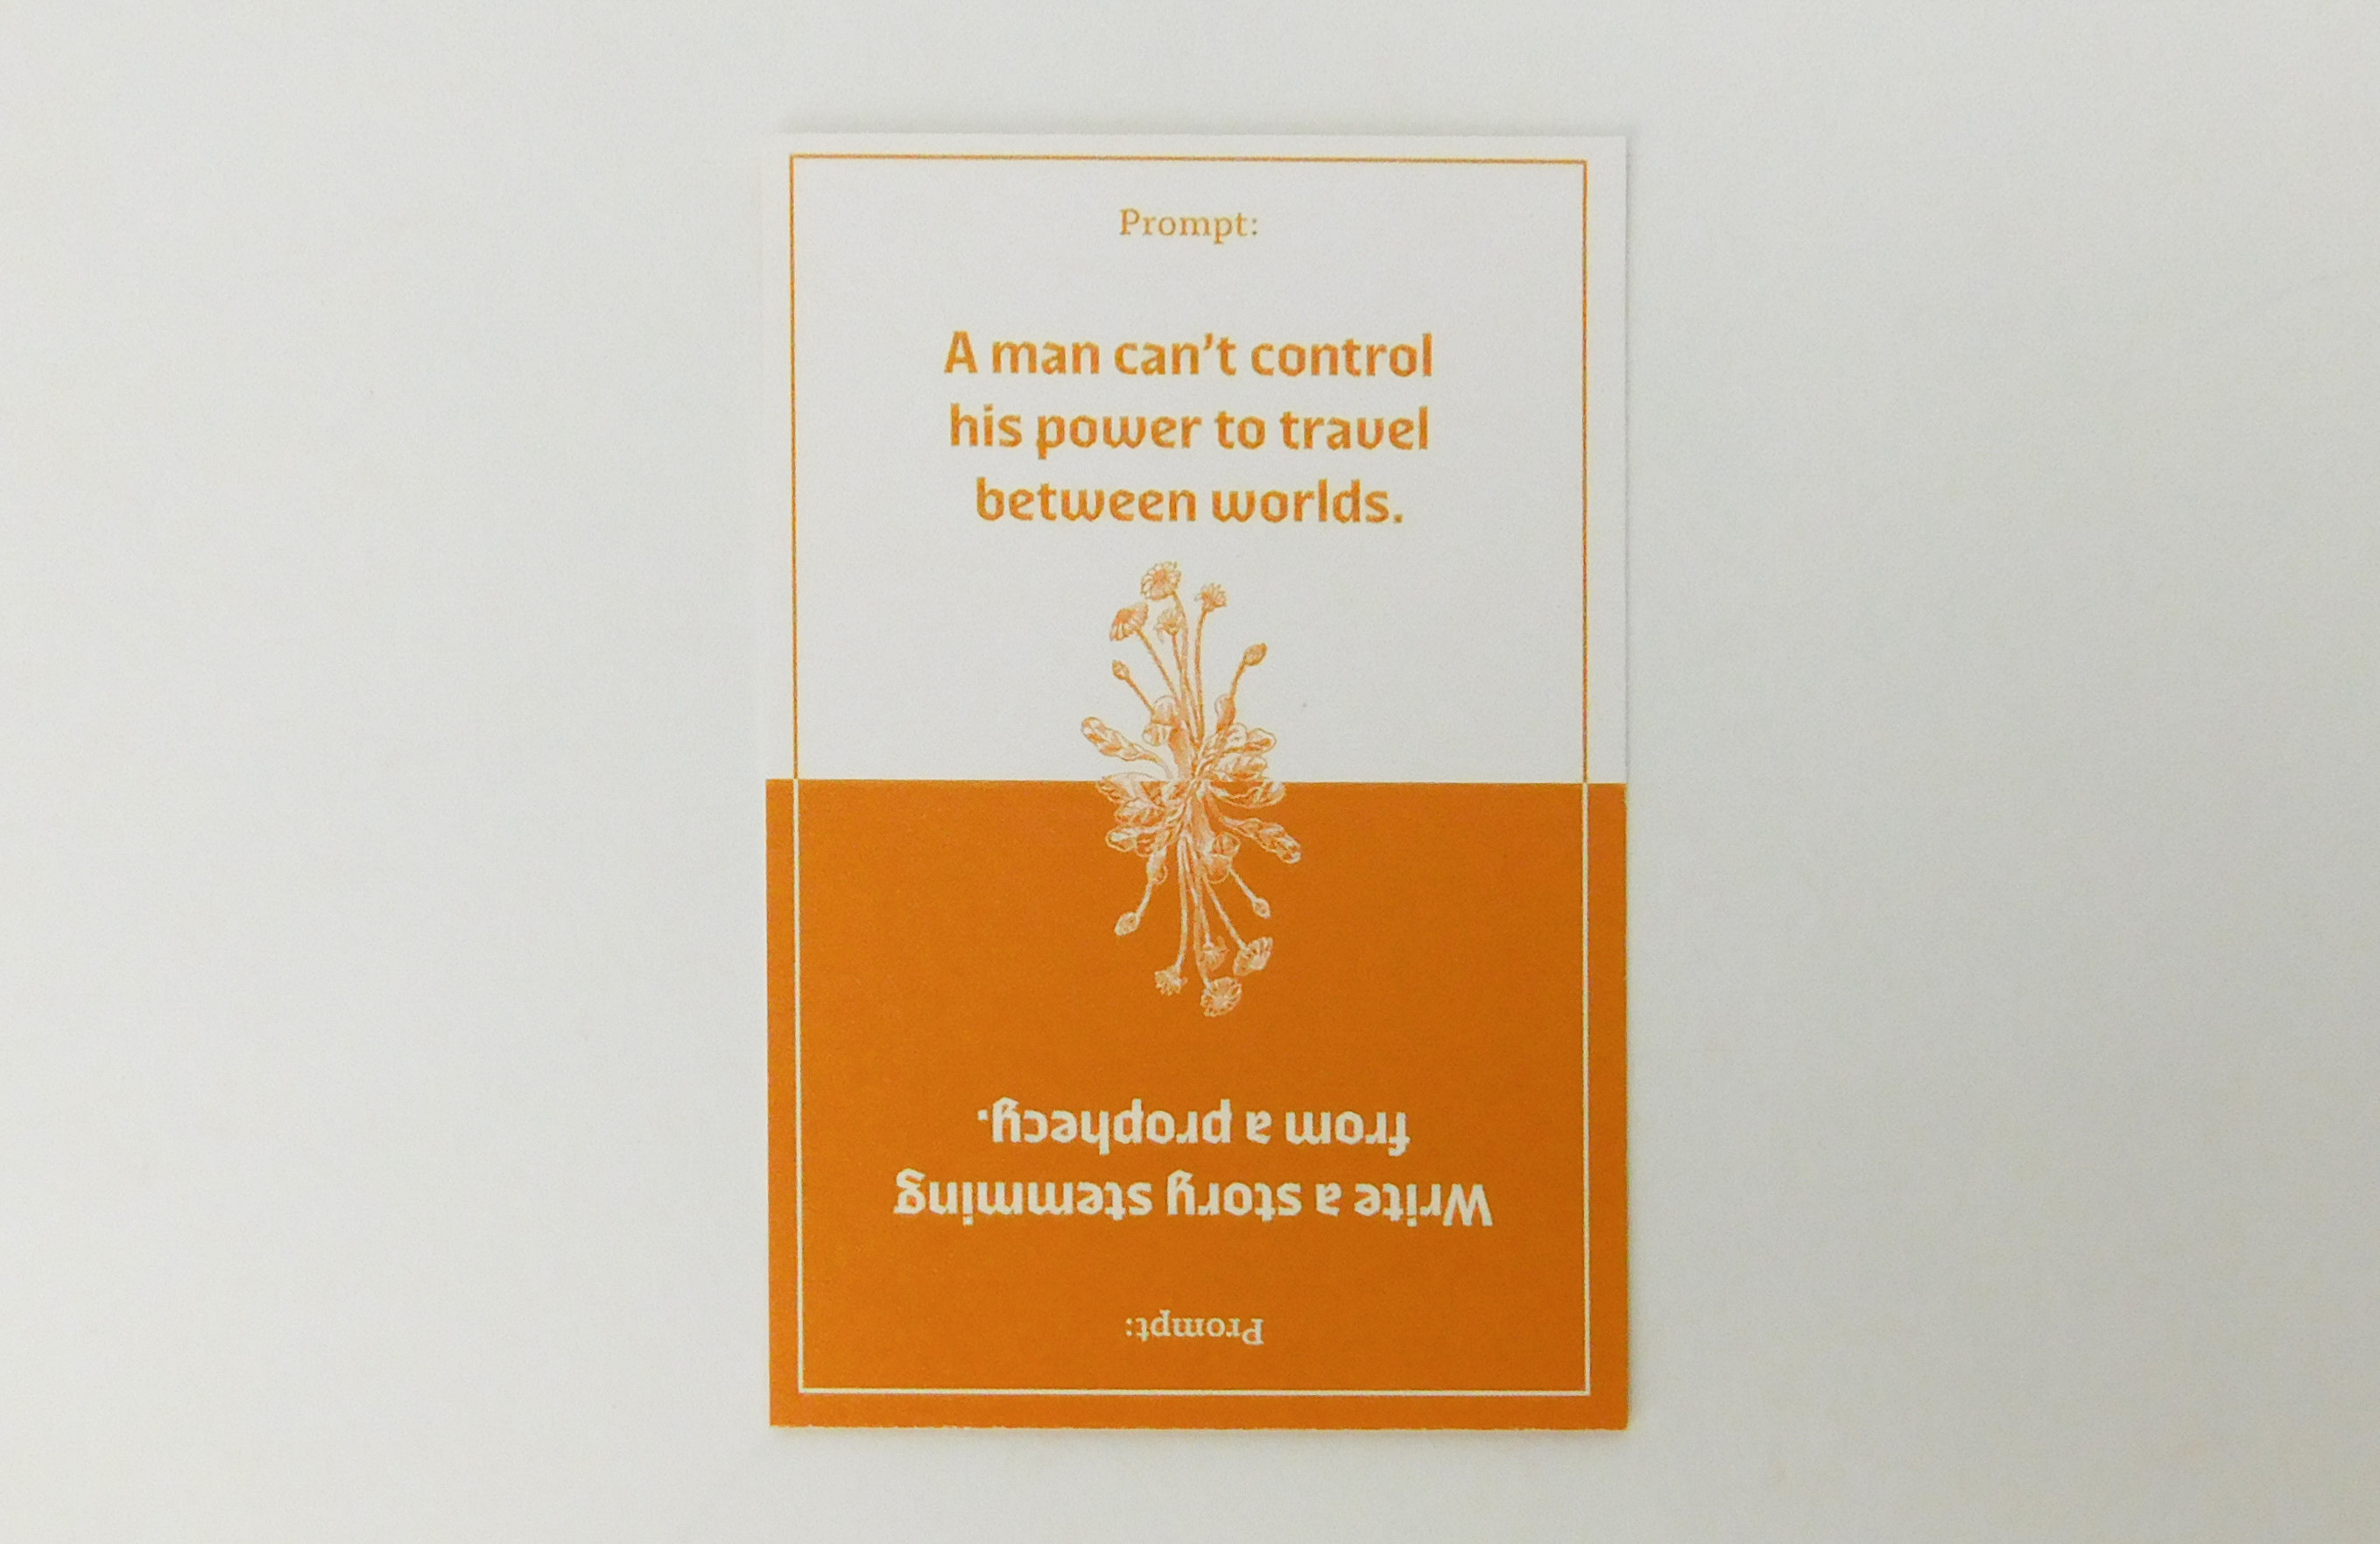 Prompt:
A man can’t control
his power to travel
between worlds.
Prompt:
Write a story stemming
from a prophecy.